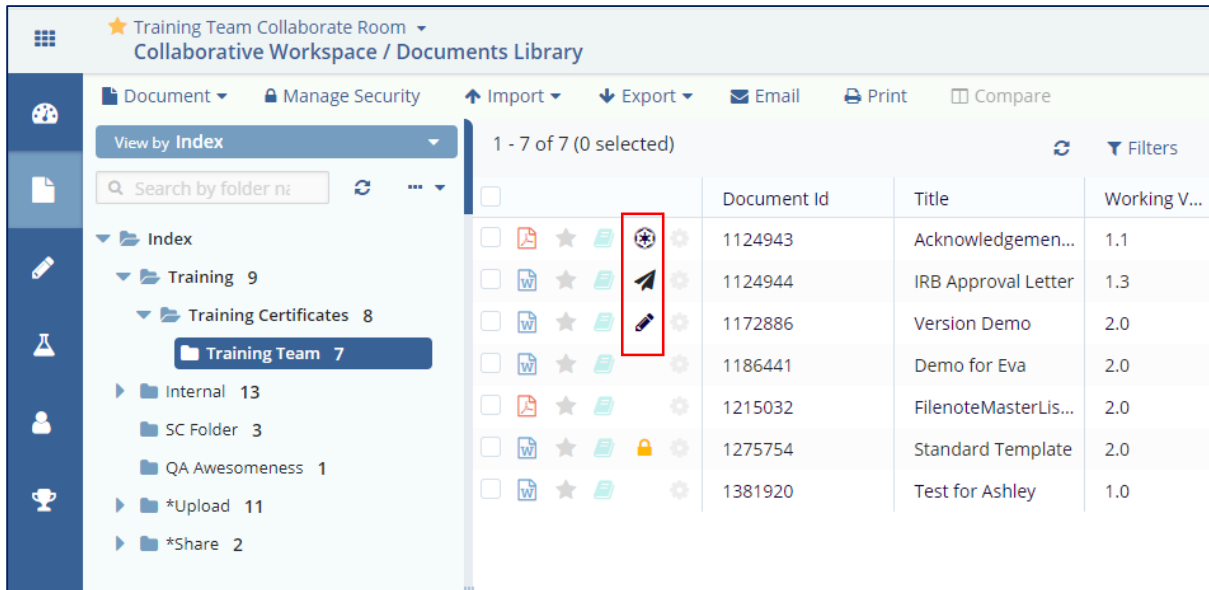 Training Team Collaborate Room
Collaborative Workspace / Documents Library
Document Manage Security Import Export Email Print Compare
View by Index
1 - 7 of 7 (0 selected)
Filters
Search by folder na
Document Id Title Working V...
Index
Training 9
Training Certificates 8
Training Team 7
Internal 13
SC Folder 3
QA Awesomeness 1
*Upload 11
*Share 2
1124943 Acknowledgemen... 1.1
1124944 IRB Approval Letter 1.3
1172886 Version Demo 2.0
1186441 Demo for Eva 2.0
1215032 FilenoteMasterLis... 2.0
1275754 Standard Template 2.0
1381920 Test for Ashley 1.0